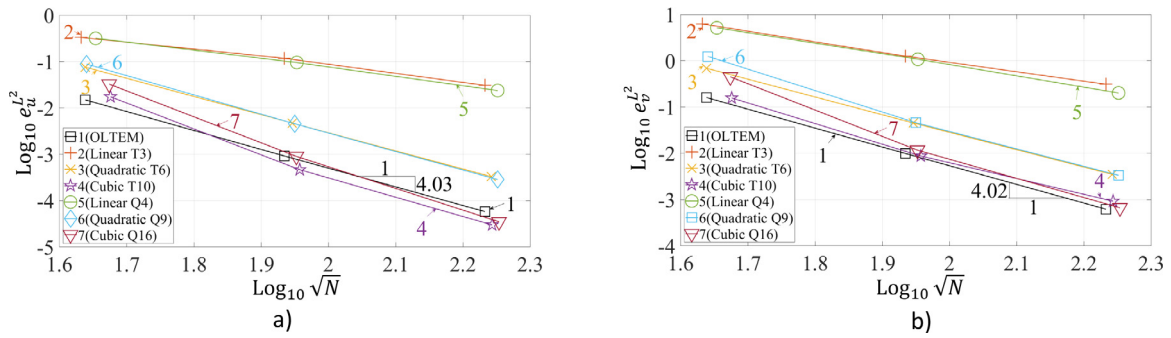 a)
Log₁₀ e_u^{L²}
0
-1
-2
-3
-4
-5
1.6 1.7 1.8 1.9 2 2.1 2.2 2.3
Log₁₀ √N
2
6
3
5
7
1
4.03
1
4
1(OLTEM)
2(Linear T3)
3(Quadratic T6)
4(Cubic T10)
5(Linear Q4)
6(Quadratic Q9)
7(Cubic Q16)
a)
Log₁₀ e_v^{L²}
1
0
-1
-2
-3
-4
1.6 1.7 1.8 1.9 2 2.1 2.2 2.3
Log₁₀ √N
2
6
3
5
7
1
4
4.02
1
1(OLTEM)
2(Linear T3)
3(Quadratic T6)
4(Cubic T10)
5(Linear Q4)
6(Quadratic Q9)
7(Cubic Q16)
b)